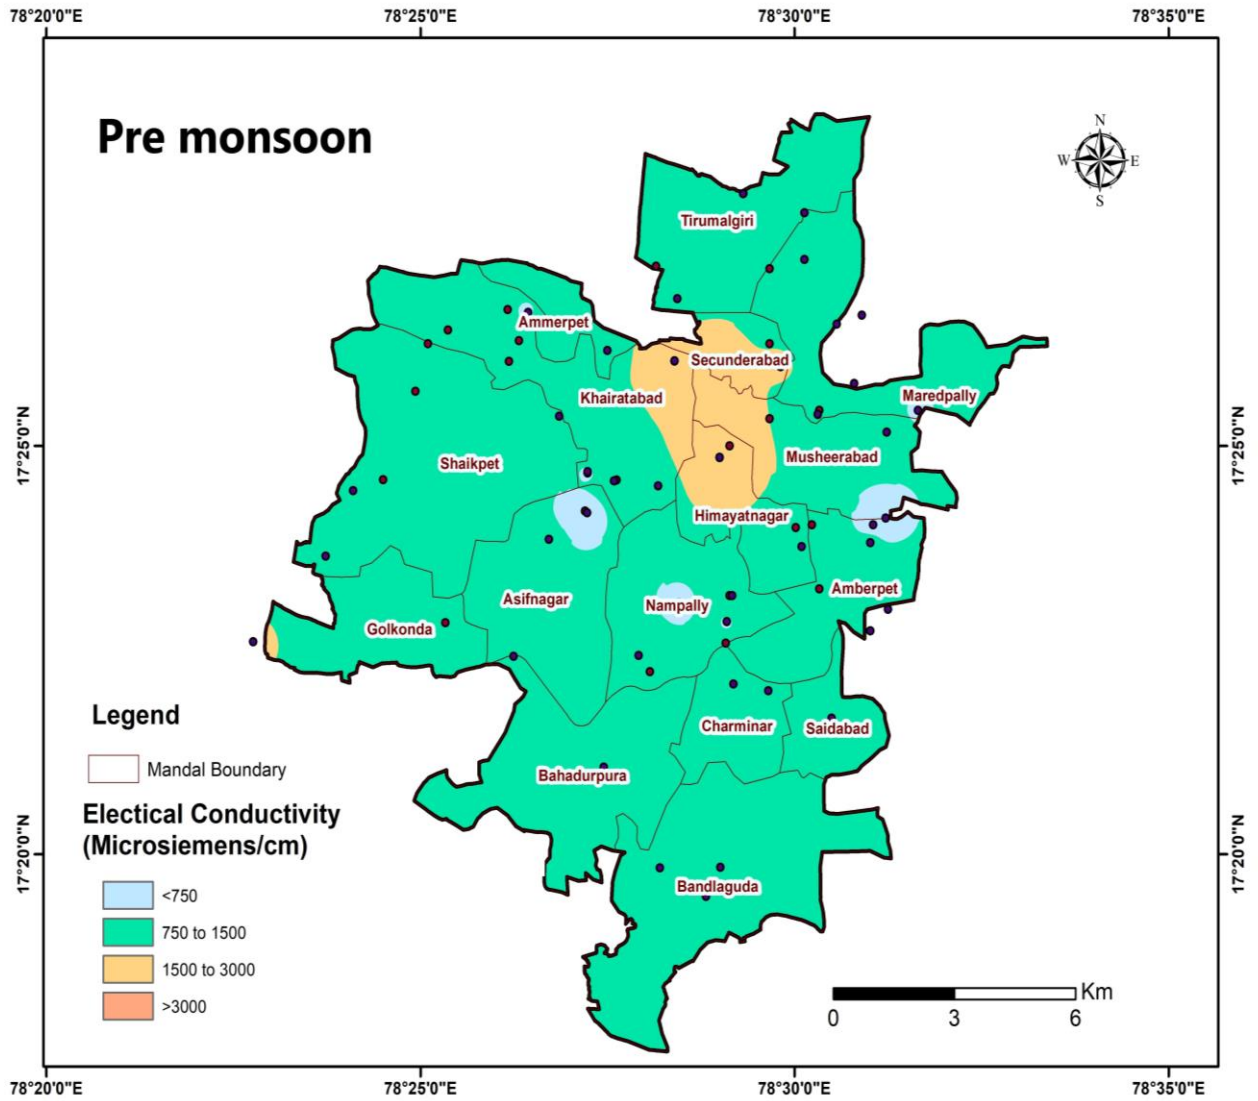 78°20'0"E 78°25'0"E 78°30'0"E 78°35'0"E
Pre monsoon
N
W E
S
Tirumalgiri
Ammerpet
Secunderabad
Khairatabad
Maredpally
17°25'0"N 17°25'0"N
Shaikpet
Musheerabad
Himayatnagar
Asifnagar
Nampally
Amberpet
Golkonda
Charminar
Saidabad
Bahadurpura
Bandlaguda
17°20'0"N 17°20'0"N
Legend
Mandal Boundary
Electical Conductivity
(Microsiemens/cm)
<750
750 to 1500
1500 to 3000
>3000
Km
0 3 6
78°20'0"E 78°25'0"E 78°30'0"E 78°35'0"E